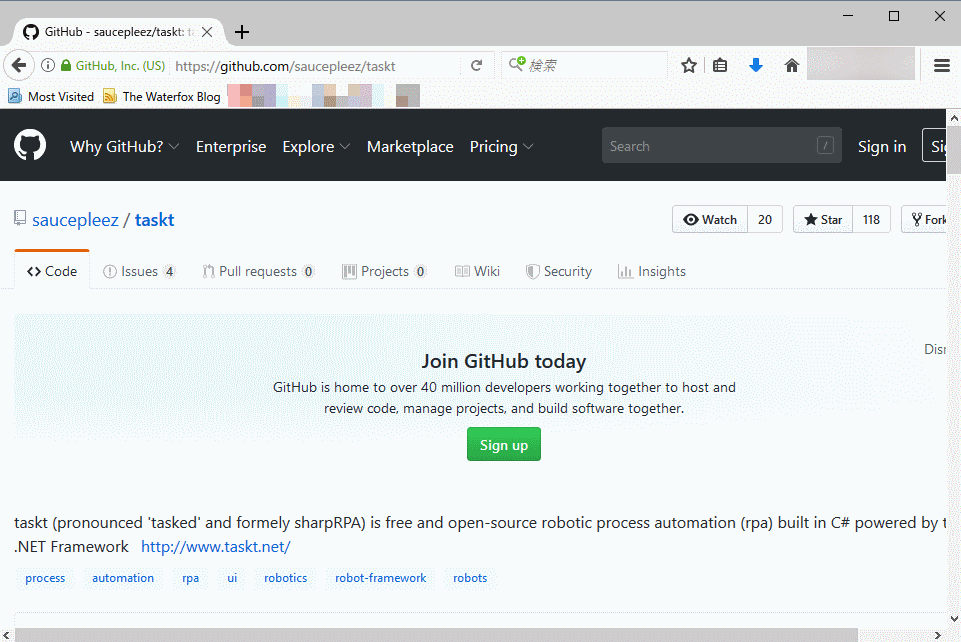 GitHub - saucepleez/taskt: t
GitHub, Inc. (US) https://github.com/saucepleez/taskt 検索
Most Visited The Waterfox Blog
Why GitHub? Enterprise Explore Marketplace Pricing Search / Sign in Sig
saucepleez / taskt Watch 20 Star 118 Fork
Code Issues 4 Pull requests 0 Projects 0 Wiki Security Insights
Join GitHub today
Dism
GitHub is home to over 40 million developers working together to host and
review code, manage projects, and build software together.
Sign up
taskt (pronounced 'tasked' and formely sharpRPA) is free and open-source robotic process automation (rpa) built in C# powered by t
.NET Framework http://www.taskt.net/
process automation rpa ui robotics robot-framework robots